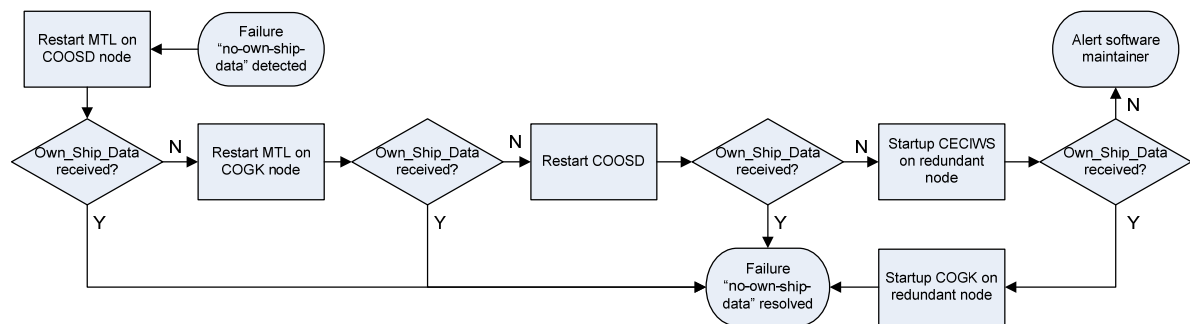 Restart MTL on
COOSD node
Failure
“no-own-ship-
data” detected
Alert software
maintainer
N
Own_Ship_Data
received?
N
Restart MTL on
COGK node
Own_Ship_Data
received?
N
Restart COOSD
Own_Ship_Data
received?
N
Startup CECIWS
on redundant
node
Own_Ship_Data
received?
Y
Y
Y
Y
Failure
“no-own-ship-
data” resolved
Startup COGK on
redundant node